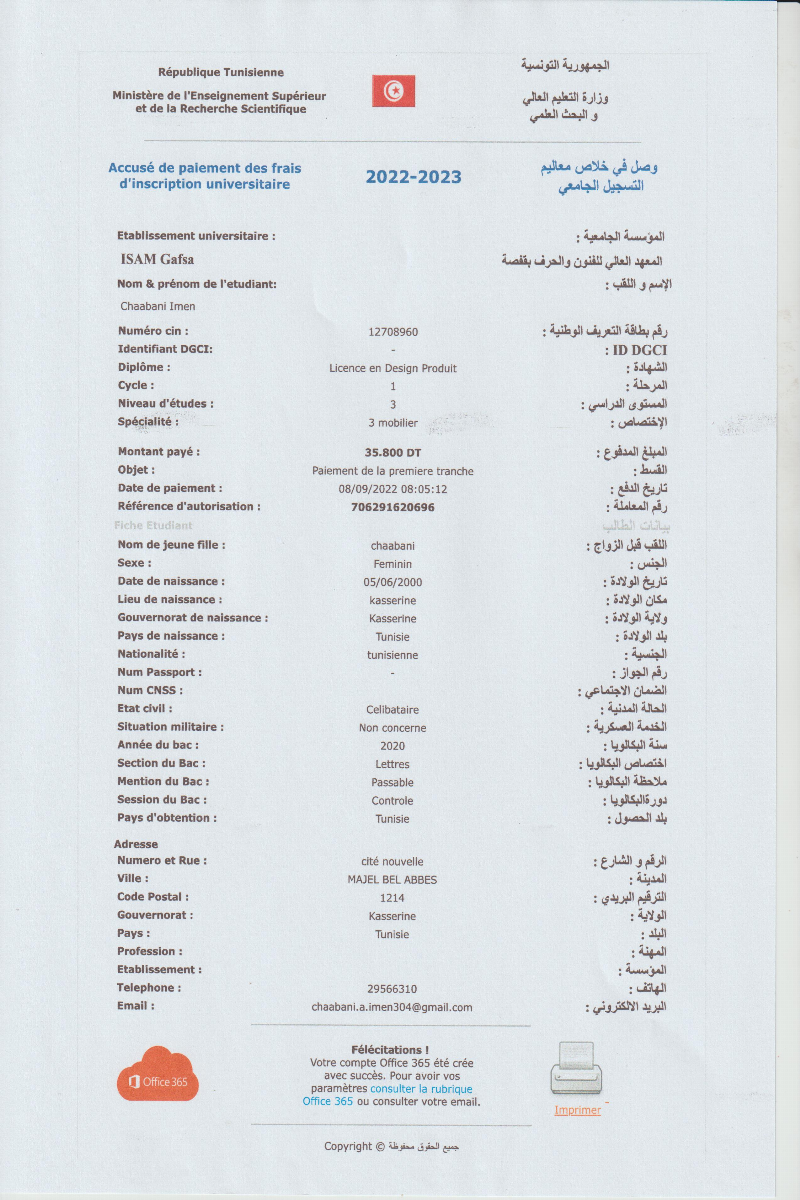 République Tunisienne
الجمهورية التونسية
Ministère de l'Enseignement Supérieur
et de la Recherche Scientifique
وزارة التعليم العالي
و البحث العلمي
Accusé de paiement des frais
d'inscription universitaire
2022-2023
وصل في خلاص معاليم
التسجيل الجامعي
Etablissement universitaire : المؤسسة الجامعية :
ISAM Gafsa المعهد العالي للفنون والحرف بقفصة
Nom & prénom de l'etudiant: الإسم و اللقب :
Chaabani Imen
Numéro cin : 12708960 رقم بطاقة التعريف الوطنية :
Identifiant DGCI: - ID DGCI :
Diplôme : Licence en Design Produit الشهادة :
Cycle : 1 المرحلة :
Niveau d'études : 3 المستوى الدراسي :
Spécialité : 3 mobilier الإختصاص :
Montant payé : 35.800 DT المبلغ المدفوع :
Objet : Paiement de la premiere tranche القسط :
Date de paiement : 08/09/2022 08:05:12 تاريخ الدفع :
Référence d'autorisation : 706291620696 رقم المعاملة :
Fiche Etudiant بيانات الطالب
Nom de jeune fille : chaabani اللقب قبل الزواج :
Sexe : Feminin الجنس :
Date de naissance : 05/06/2000 تاريخ الولادة :
Lieu de naissance : kasserine مكان الولادة :
Gouvernorat de naissance : Kasserine ولاية الولادة :
Pays de naissance : Tunisie بلد الولادة :
Nationalité : tunisienne الجنسية :
Num Passport : - رقم الجواز :
Num CNSS : الضمان الاجتماعي :
Etat civil : Celibataire الحالة المدنية :
Situation militaire : Non concerne الخدمة العسكرية :
Année du bac : 2020 سنة البكالويا :
Section du Bac : Lettres اختصاص البكالويا :
Mention du Bac : Passable ملاحظة البكالويا :
Session du Bac : Controle دورةالبكالويا :
Pays d'obtention : Tunisie بلد الحصول :
Adresse
Numero et Rue : cité nouvelle الرقم و الشارع :
Ville : MAJEL BEL ABBES المدينة :
Code Postal : 1214 الترقيم البريدي :
Gouvernorat : Kasserine الولاية :
Pays : Tunisie البلد :
Profession : المهنة :
Etablissement : المؤسسة :
Telephone : 29566310 الهاتف :
Email : chaabani.a.imen304@gmail.com البريد الالكتروني :
Office 365
Félécitations !
Votre compte Office 365 été crée
avec succès. Pour avoir vos
paramètres consulter la rubrique
Office 365 ou consulter votre email.
Imprimer
Copyright © جميع الحقوق محفوظة